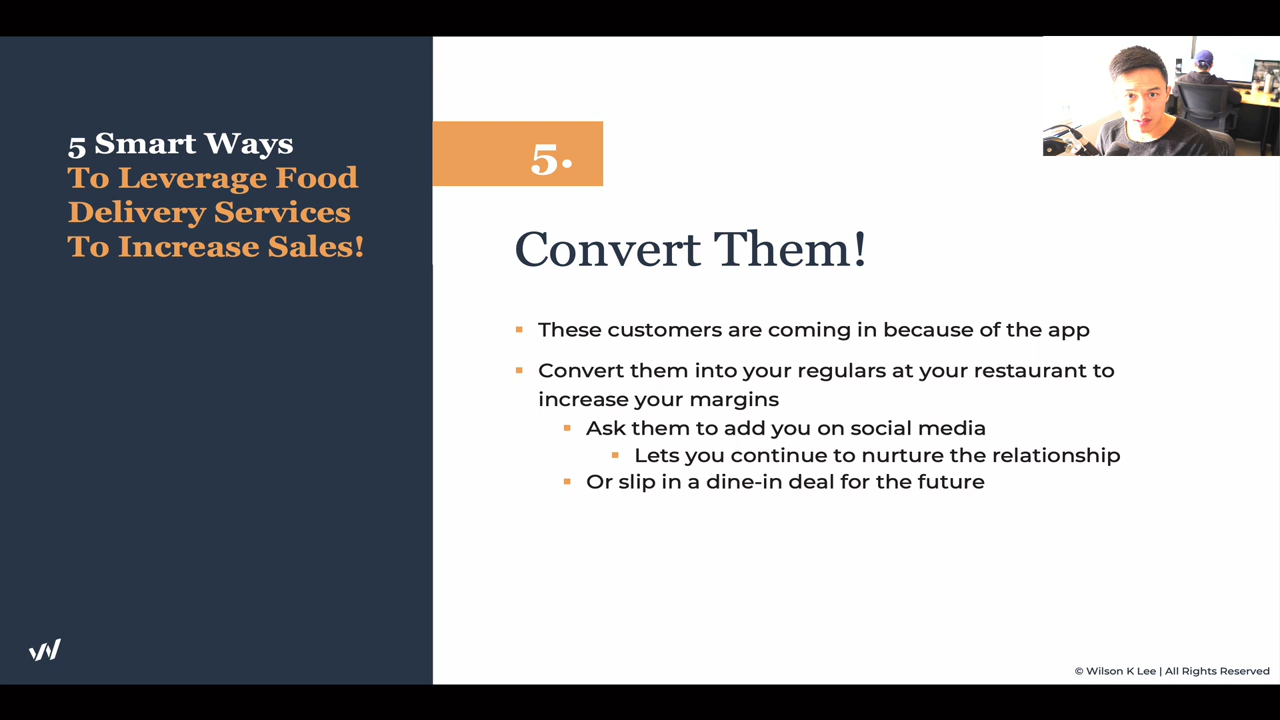 5 Smart Ways
To Leverage Food
Delivery Services
To Increase Sales!
5.
Convert Them!
These customers are coming in because of the app
Convert them into your regulars at your restaurant to
increase your margins
Ask them to add you on social media
Lets you continue to nurture the relationship
Or slip in a dine-in deal for the future
© Wilson K Lee | All Rights Reserved